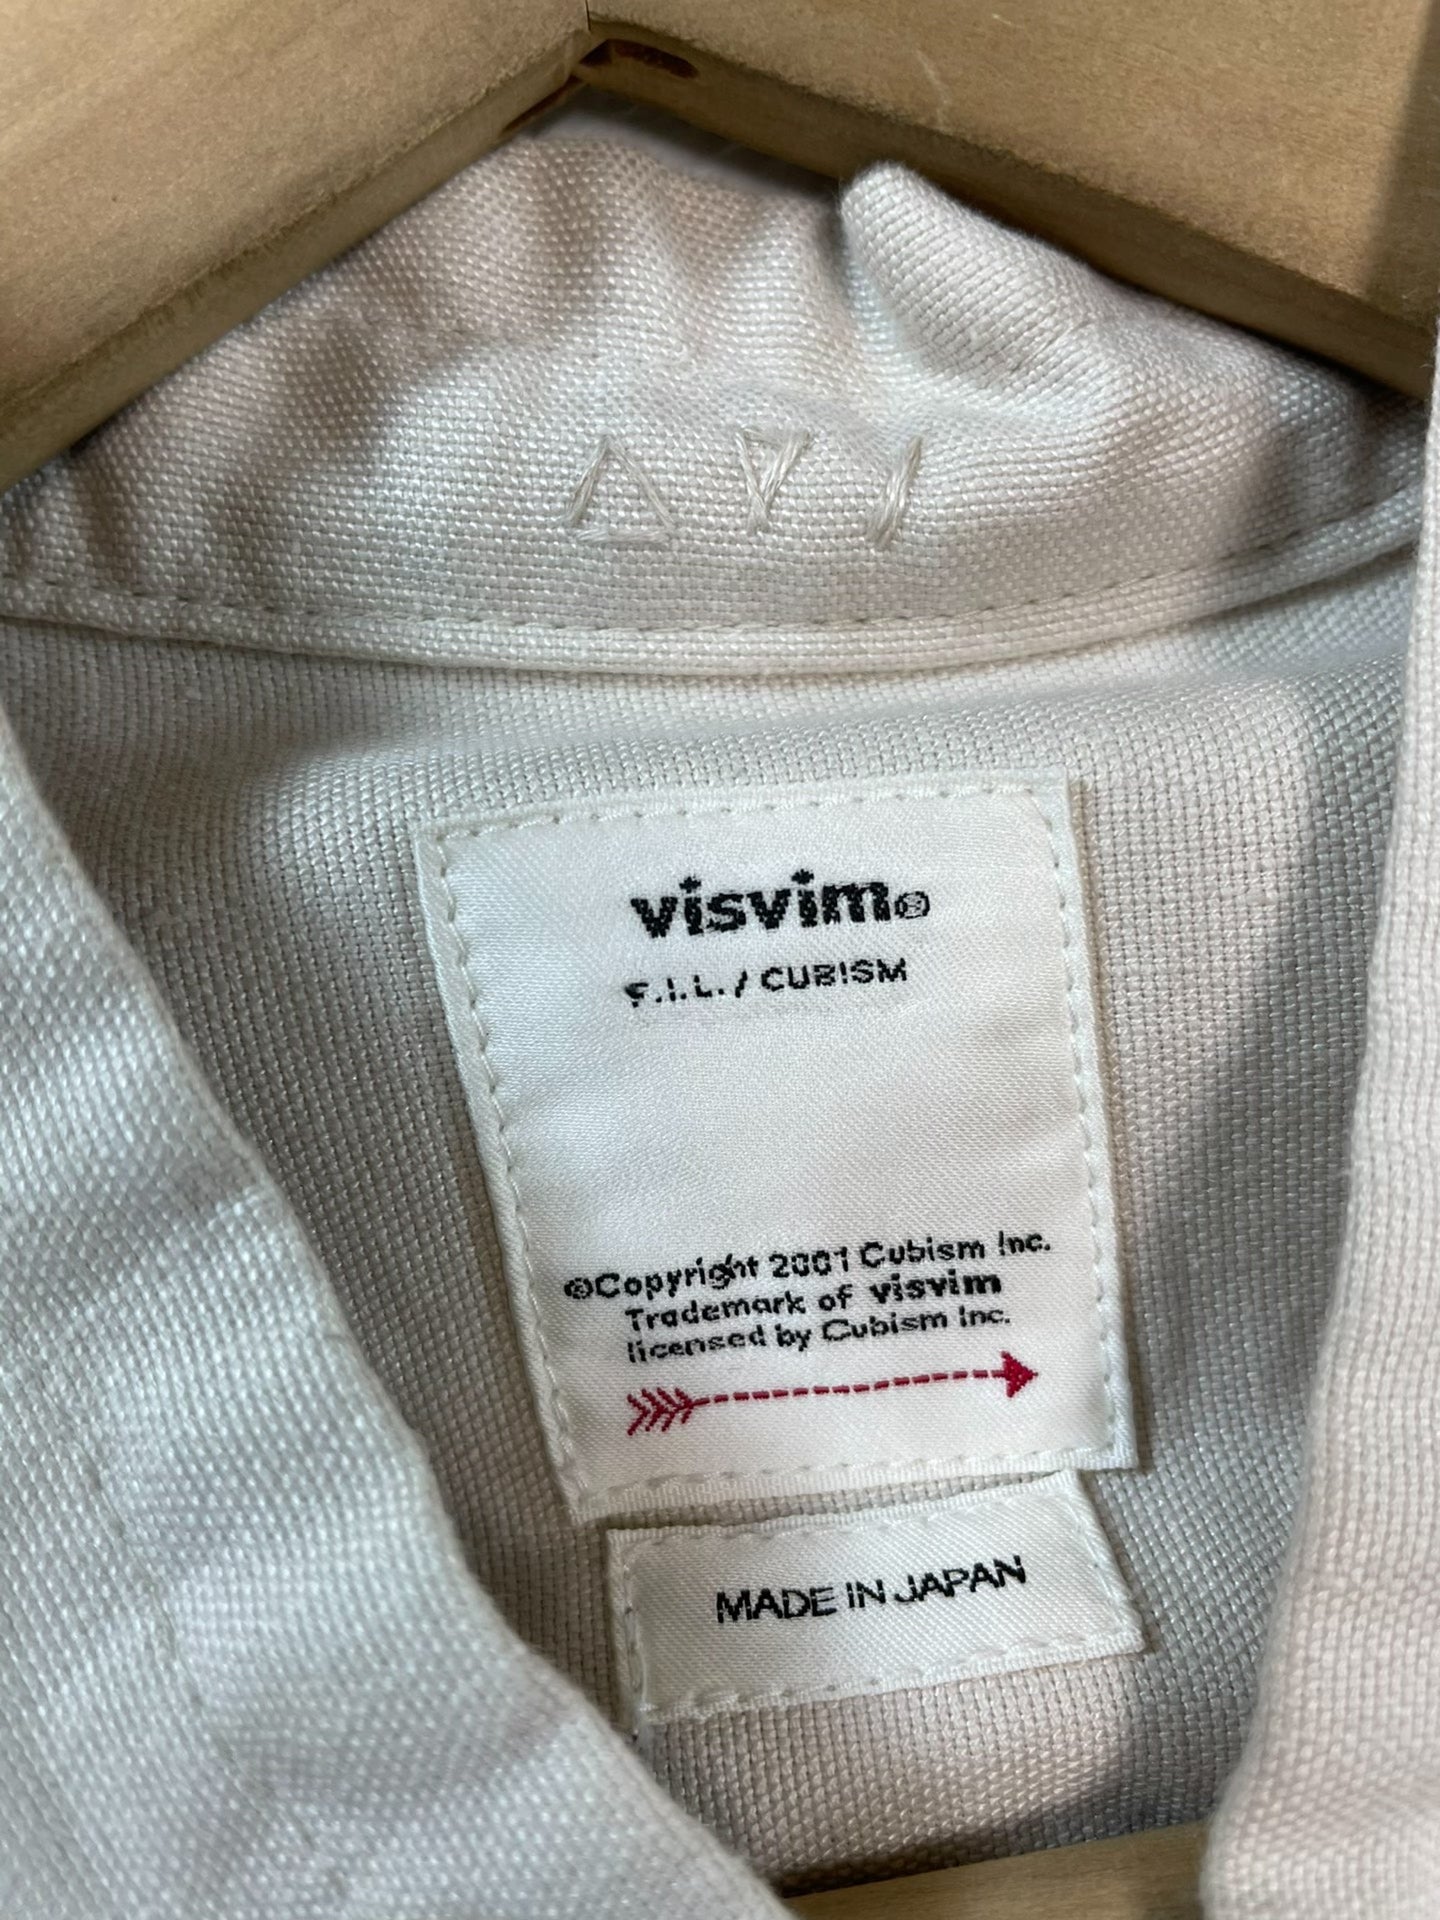 visvim®
F.I.L. / CUBISM
©Copyright 2001 Cubism Inc.
Trademark of visvim
licensed by Cubism Inc.
MADE IN JAPAN